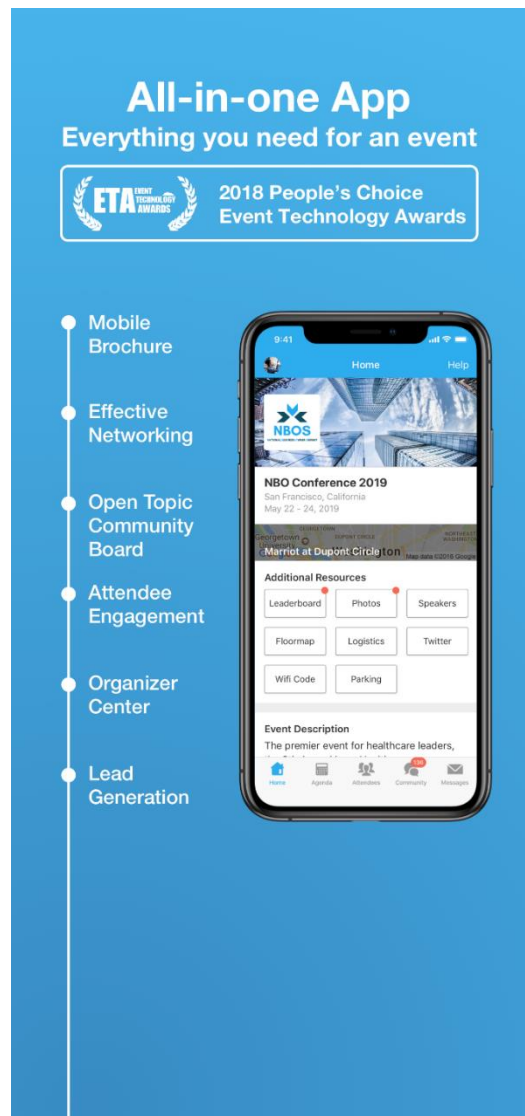 All-in-one App
Everything you need for an event
ETA EVENT TECHNOLOGY AWARDS
2018 People's Choice
Event Technology Awards
Mobile
Brochure
Effective
Networking
Open Topic
Community
Board
Attendee
Engagement
Organizer
Center
Lead
Generation
9:41
Home
Help
NBOS
NBO Conference 2019
San Francisco, California
May 22 - 24, 2019
Marriot at Dupont Circle
Map data ©2018 Google
Additional Resources
Leaderboard
Photos
Speakers
Floormap
Logistics
Twitter
Wifi Code
Parking
Event Description
The premier event for healthcare leaders,
Home
Agenda
Attendees
Community
Messages